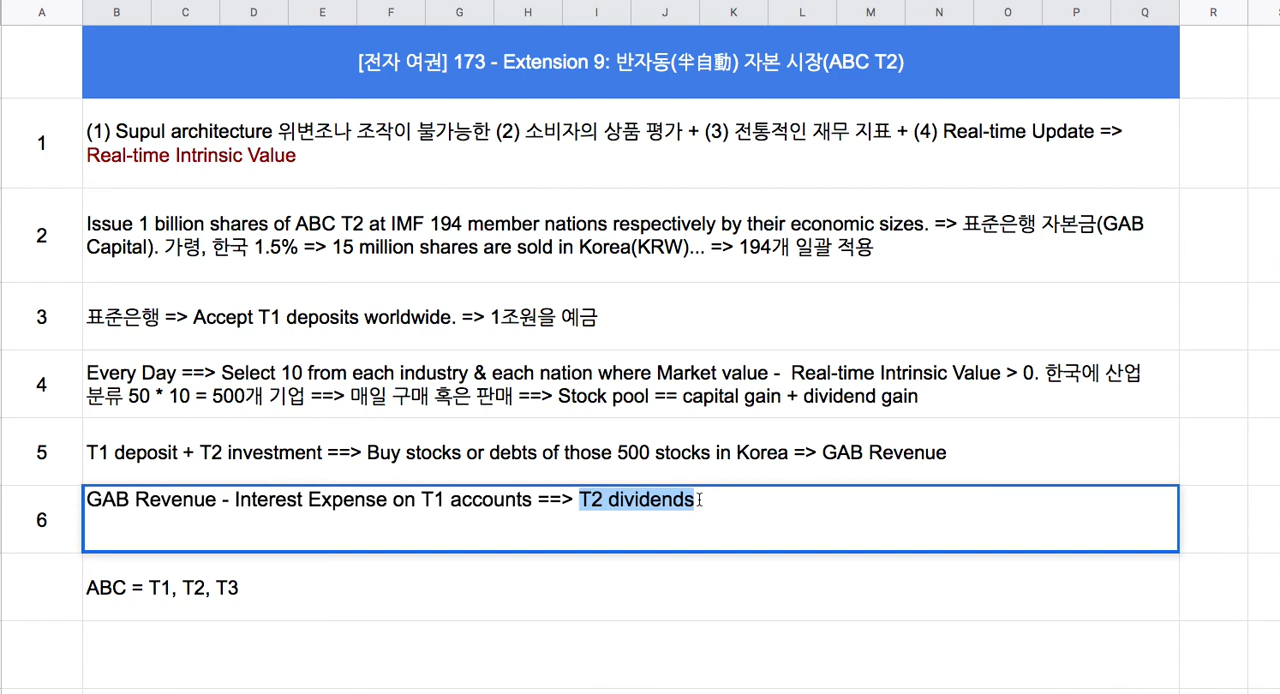 A B C D E F G H I J K L M N O P Q R
[전자 여권] 173 - Extension 9: 반자동(半自動) 자본 시장(ABC T2)
1 (1) Supul architecture 위변조나 조작이 불가능한 (2) 소비자의 상품 평가 + (3) 전통적인 재무 지표 + (4) Real-time Update =>
Real-time Intrinsic Value
2 Issue 1 billion shares of ABC T2 at IMF 194 member nations respectively by their economic sizes. => 표준은행 자본금(GAB
Capital). 가령, 한국 1.5% => 15 million shares are sold in Korea(KRW)... => 194개 일괄 적용
3 표준은행 => Accept T1 deposits worldwide. => 1조원을 예금
4 Every Day ==> Select 10 from each industry & each nation where Market value - Real-time Intrinsic Value > 0. 한국에 산업
분류 50 * 10 = 500개 기업 ==> 매일 구매 혹은 판매 ==> Stock pool == capital gain + dividend gain
5 T1 deposit + T2 investment ==> Buy stocks or debts of those 500 stocks in Korea => GAB Revenue
6 GAB Revenue - Interest Expense on T1 accounts ==> T2 dividends
ABC = T1, T2, T3